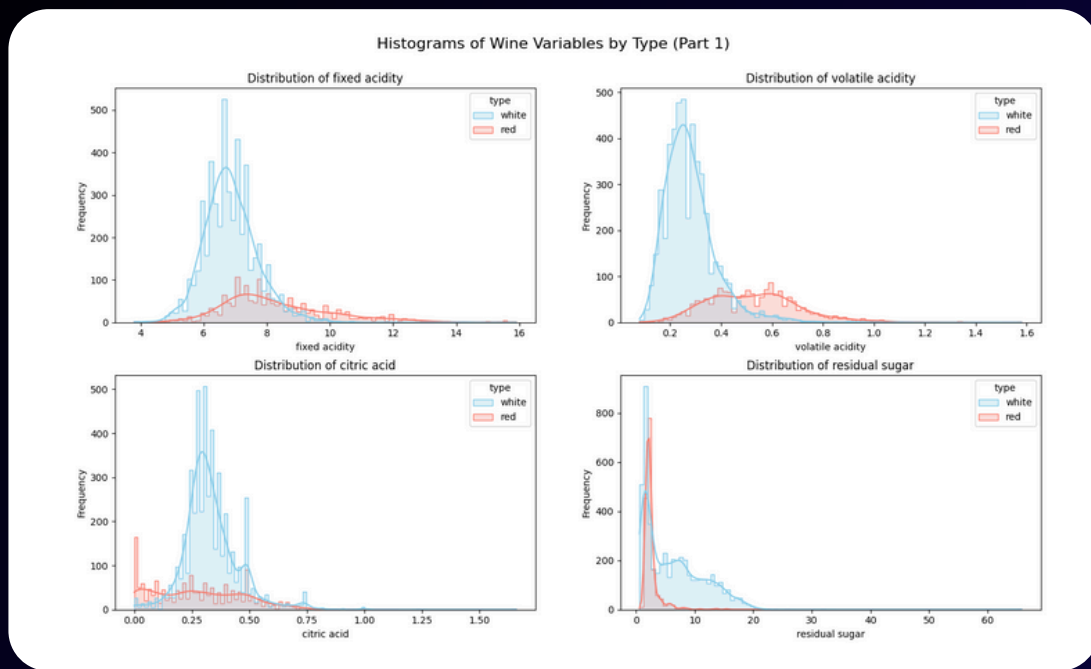 Histograms of Wine Variables by Type (Part 1)
Distribution of fixed acidity
500
400
300
200
100
0
Frequency
4 6 8 10 12 14 16
fixed acidity
type
white
red
Distribution of volatile acidity
500
400
300
200
100
0
Frequency
0.2 0.4 0.6 0.8 1.0 1.2 1.4 1.6
volatile acidity
type
white
red
Distribution of citric acid
500
400
300
200
100
0
Frequency
0.00 0.25 0.50 0.75 1.00 1.25 1.50
citric acid
type
white
red
Distribution of residual sugar
800
600
400
200
0
Frequency
0 10 20 30 40 50 60
residual sugar
type
white
red